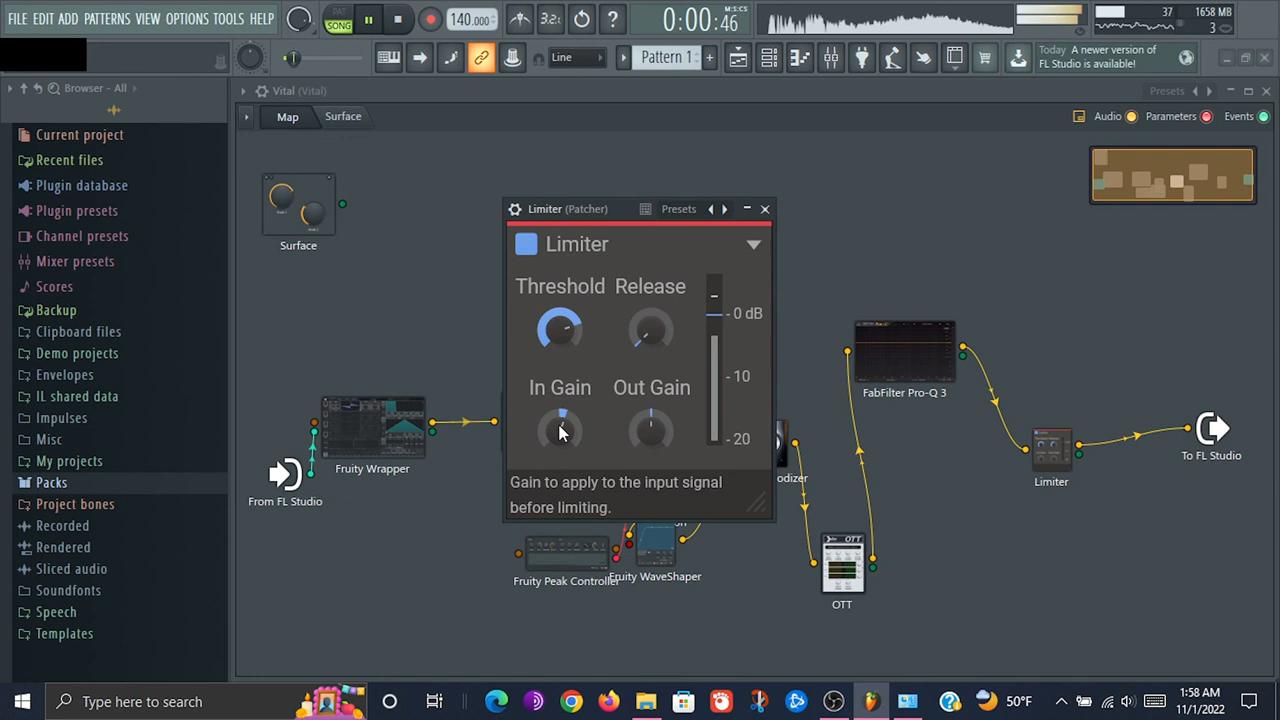 FILE EDIT ADD PATTERNS VIEW OPTIONS TOOLS HELP
PAT
SONG
140.000
3.2
?
M:S:CS
0:00:46
37
1658 MB
3
Line
Pattern 1
+
Today A newer version of
FL Studio is available!
Browser - All
Vital (Vital)
Presets
Map
Surface
Audio
Parameters
Events
Current project
Recent files
Plugin database
Plugin presets
Channel presets
Mixer presets
Scores
Backup
Clipboard files
Demo projects
Envelopes
IL shared data
Impulses
Misc
My projects
Packs
Project bones
Recorded
Rendered
Sliced audio
Soundfonts
Speech
Templates
Surface
Limiter (Patcher)
Presets
Limiter
Threshold Release
- 0 dB
In Gain Out Gain
- 10
- 20
Gain to apply to the input signal
before limiting.
FabFilter Pro-Q 3
Fruity Wrapper
From FL Studio
To FL Studio
Limiter
odizer
Fruity Peak Controller
Fruity WaveShaper
OTT
OTT
Type here to search
50°F
1:58 AM
11/1/2022